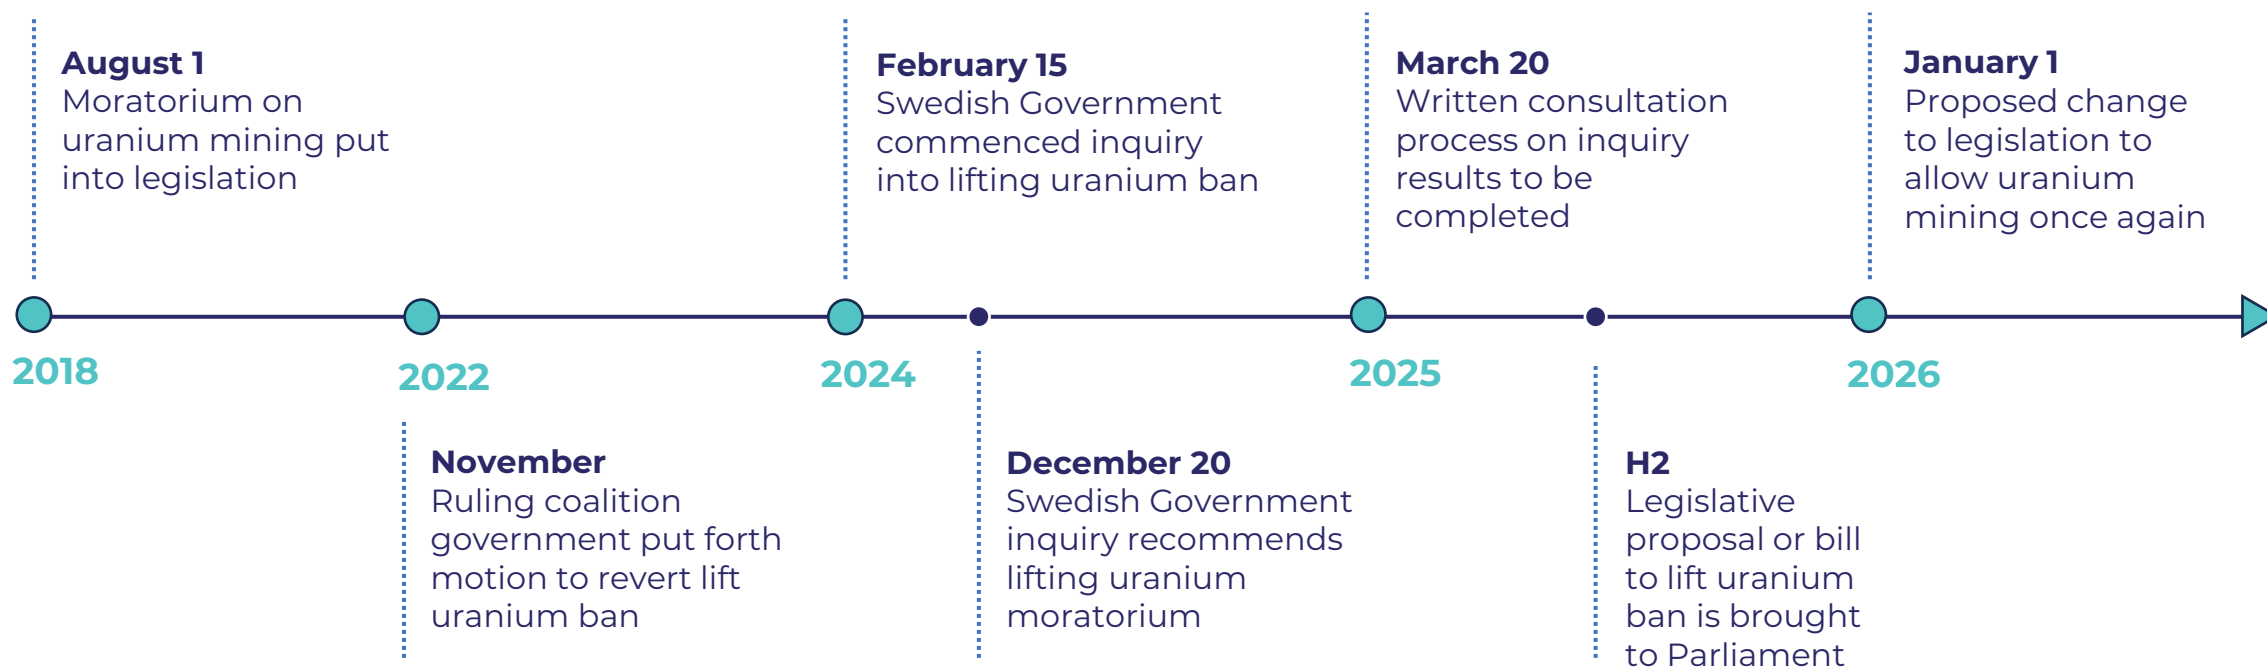 August 1
Moratorium on
uranium mining put
into legislation
February 15
Swedish Government
commenced inquiry
into lifting uranium ban
March 20
Written consultation
process on inquiry
results to be
completed
January 1
Proposed change
to legislation to
allow uranium
mining once again
2018
2022
2024
2025
2026
November
Ruling coalition
government put forth
motion to revert lift
uranium ban
December 20
Swedish Government
inquiry recommends
lifting uranium
moratorium
H2
Legislative
proposal or bill
to lift uranium
ban is brought
to Parliament